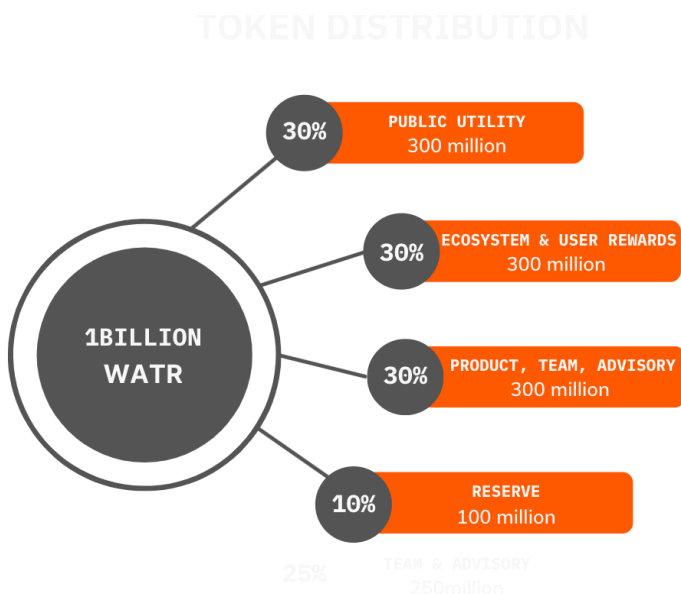 TOKEN DISTRIBUTION
30%
PUBLIC UTILITY
300 million
30%
ECOSYSTEM & USER REWARDS
300 million
1BILLION
WATR
30%
PRODUCT, TEAM, ADVISORY
300 million
10%
RESERVE
100 million
25%
TEAM & ADVISORY
250million